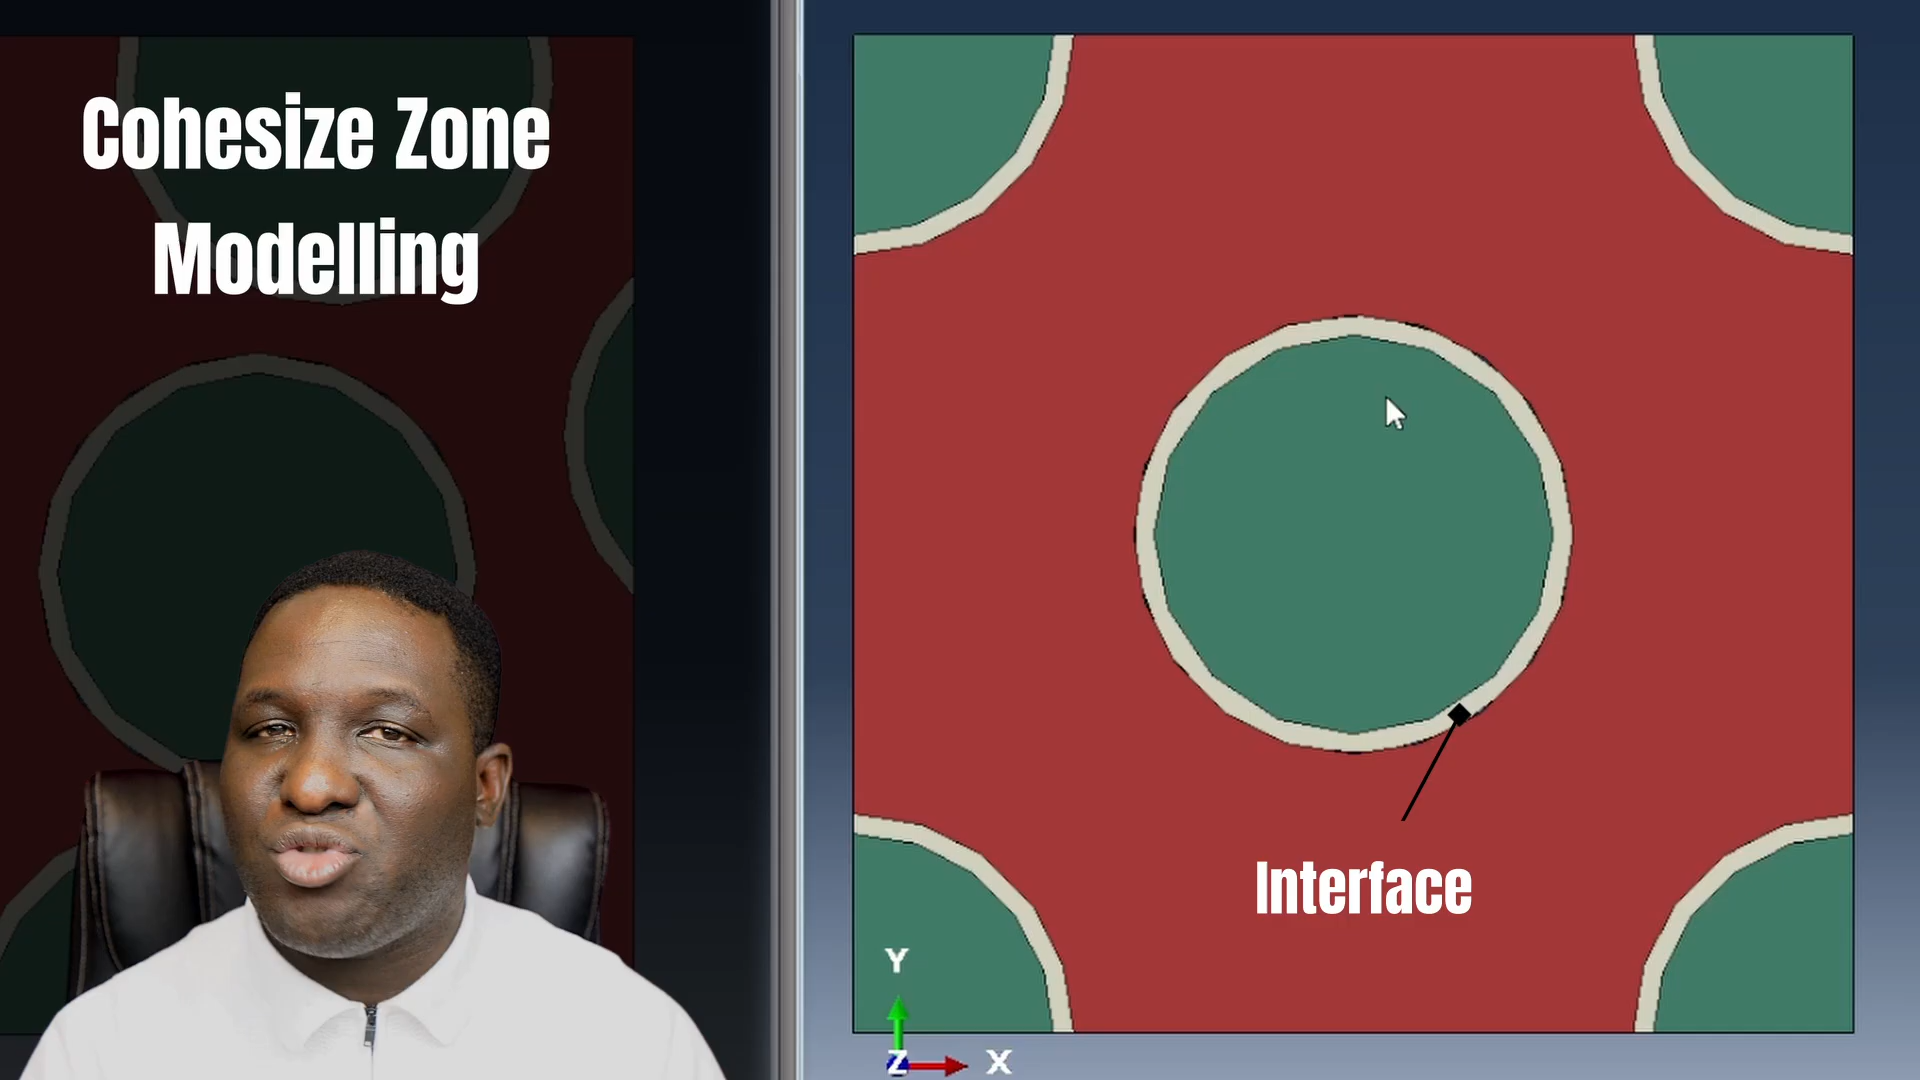 Cohesize Zone
Modelling
Interface
Y
Z
X